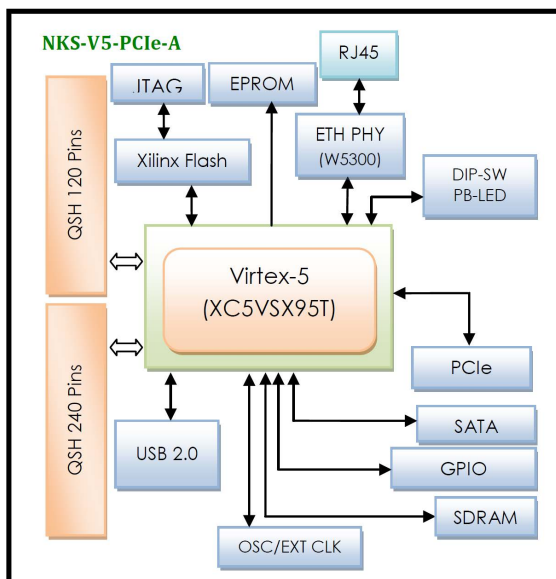 NKS-V5-PCIe-A
RJ45
JTAG
EPROM
ETH PHY
(W5300)
Xilinx Flash
DIP-SW
PB-LED
QSH 120 Pins
Virtex-5
(XC5VSX95T)
PCIe
QSH 240 Pins
USB 2.0
SATA
GPIO
SDRAM
OSC/EXT CLK